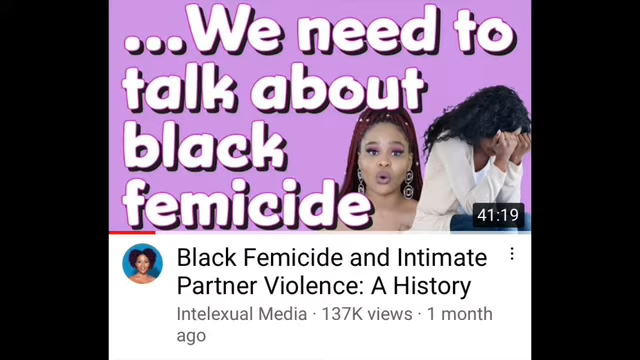 ...We need to
talk about
black
femicide
41:19
Black Femicide and Intimate
Partner Violence: A History
Intelexual Media · 137K views · 1 month
ago